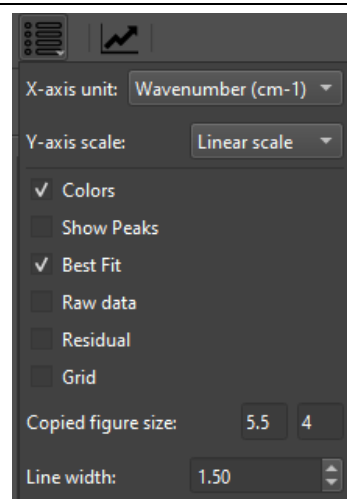 X-axis unit: Wavenumber (cm-1)
Y-axis scale: Linear scale
Colors
Show Peaks
Best Fit
Raw data
Residual
Grid
Copied figure size: 5.5 4
Line width: 1.50